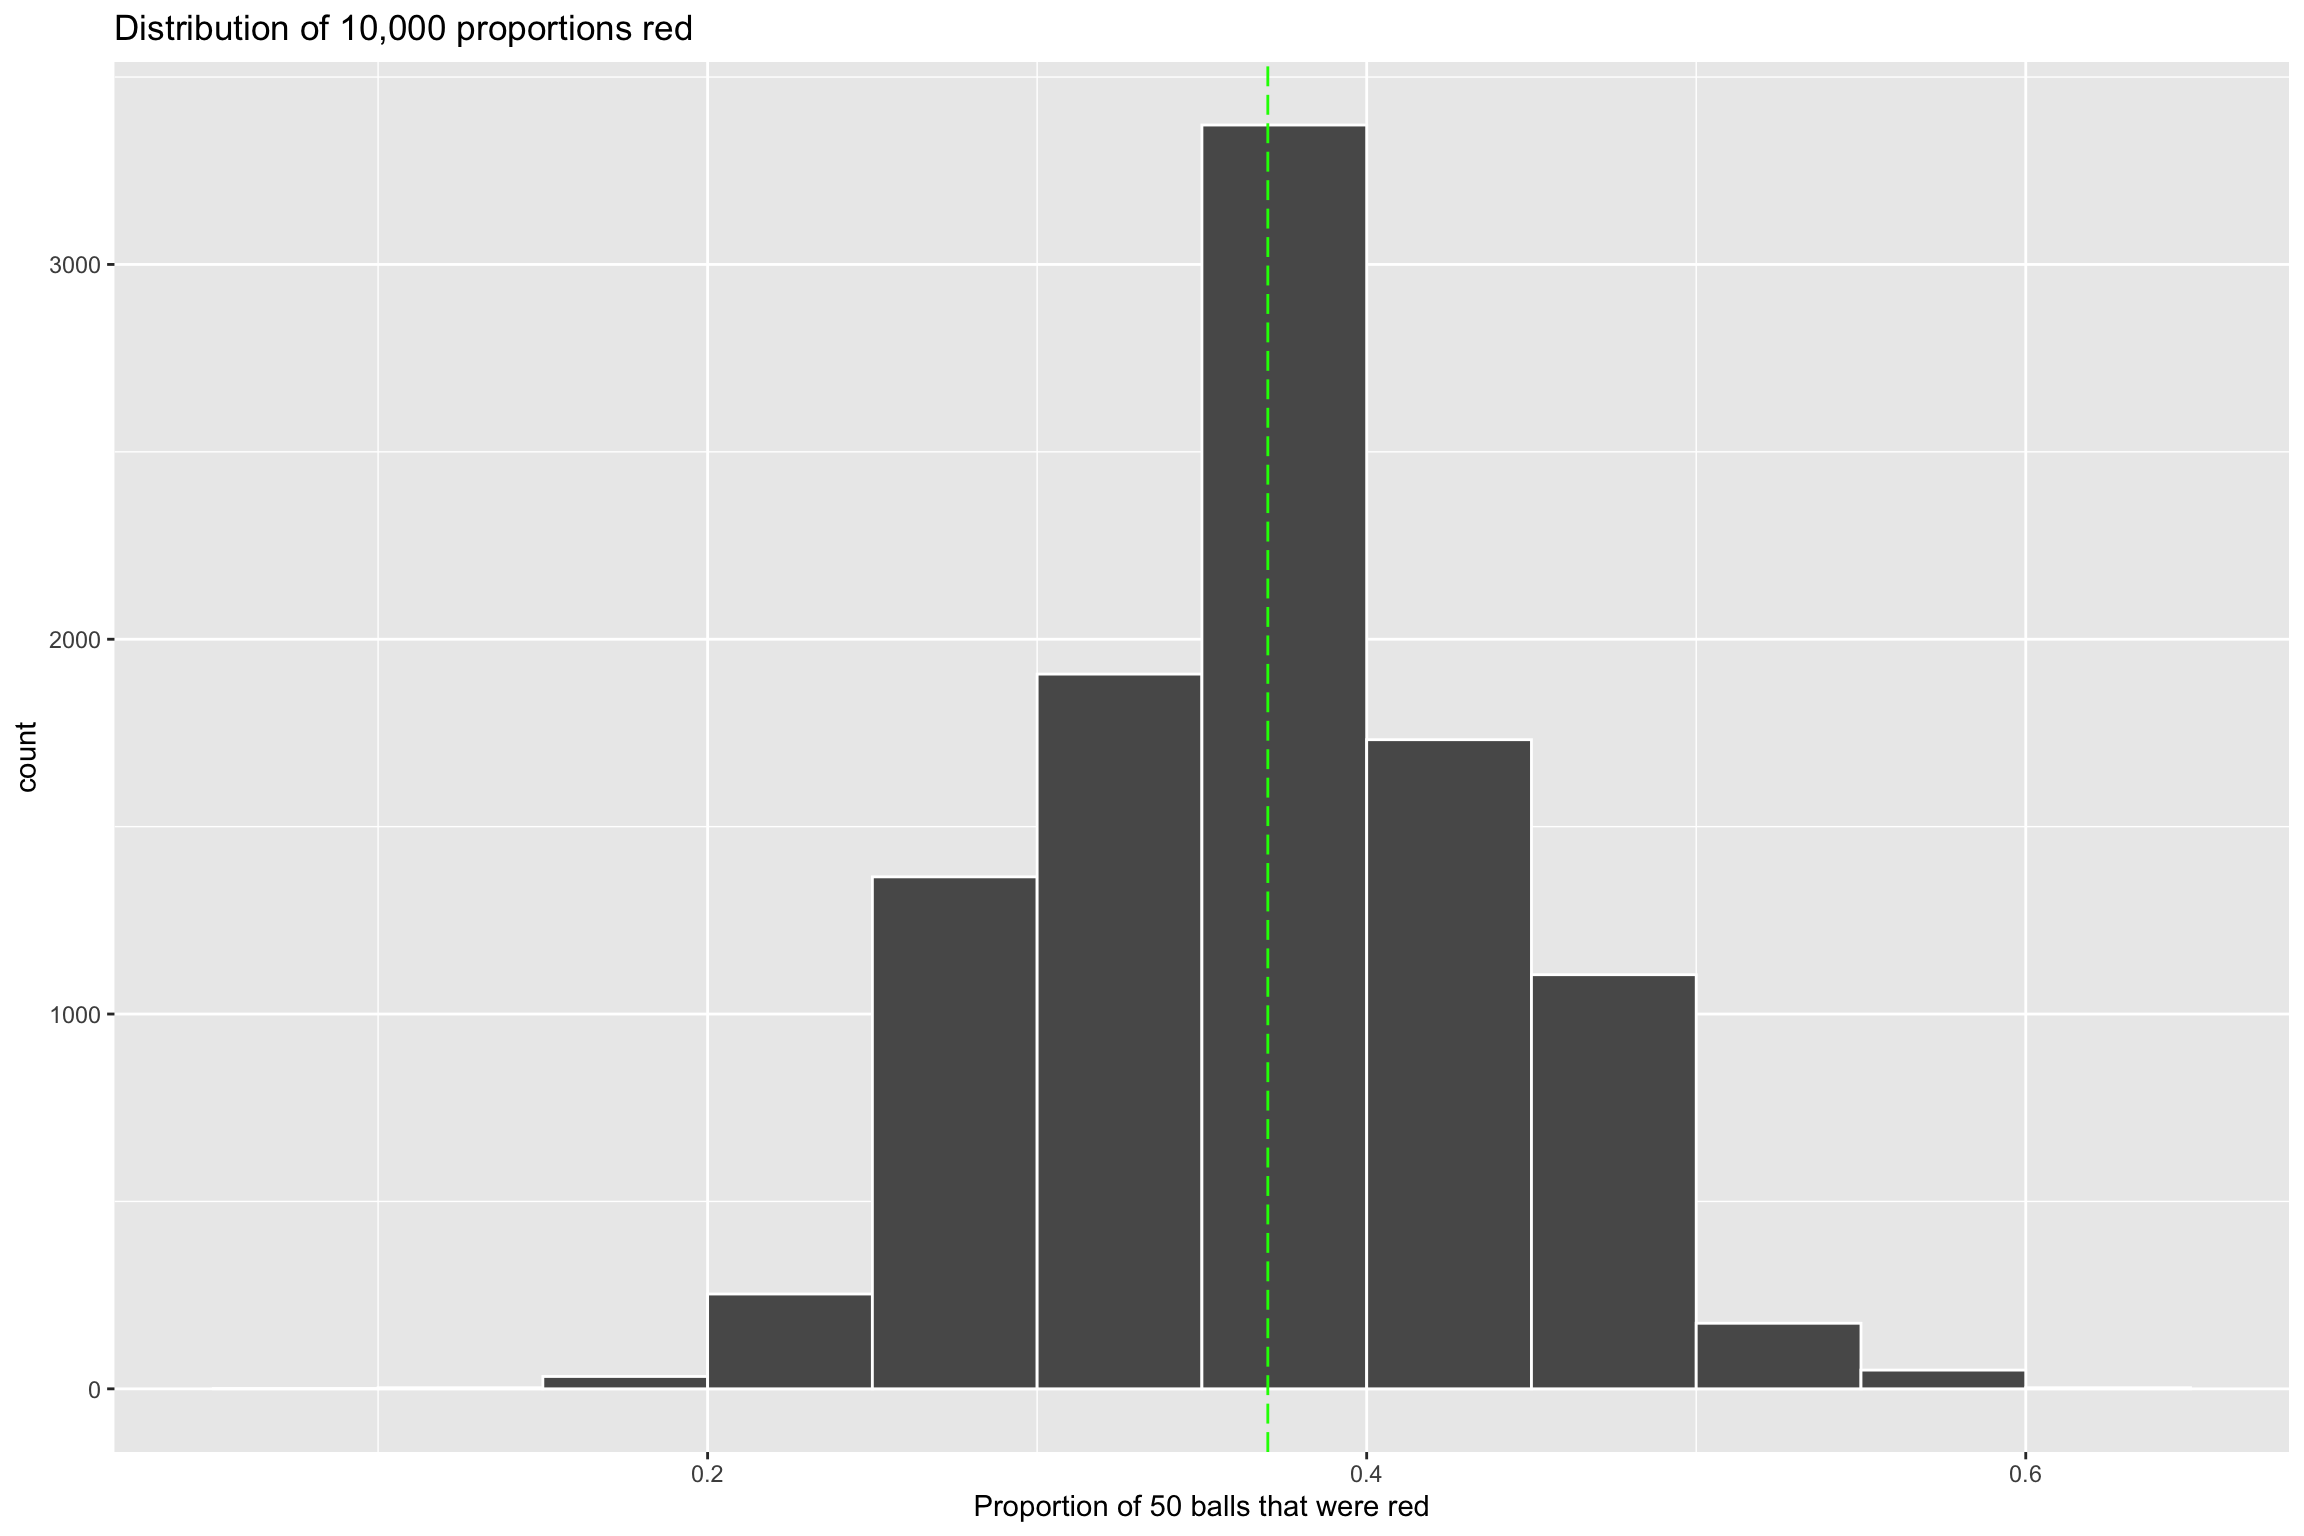 Distribution of 10,000 proportions red
3000
2000
1000
0
count
0.2
0.4
0.6
Proportion of 50 balls that were red